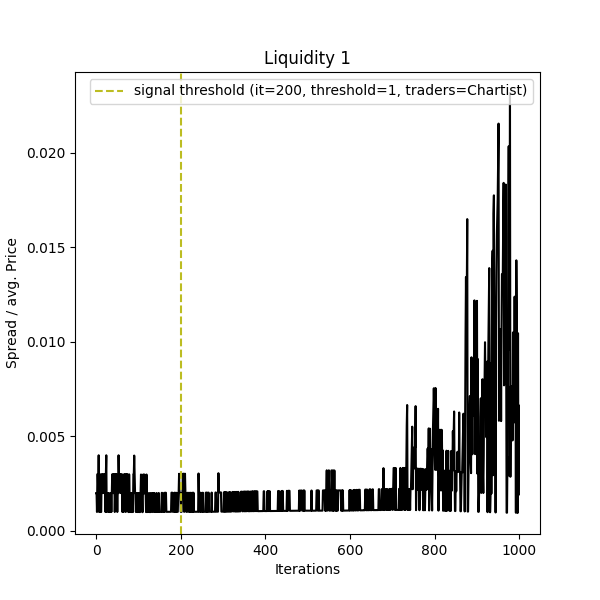 Liquidity 1
signal threshold (it=200, threshold=1, traders=Chartist)
0.020
0.015
0.010
0.005
0.000
Spread / avg. Price
0 200 400 600 800 1000
Iterations